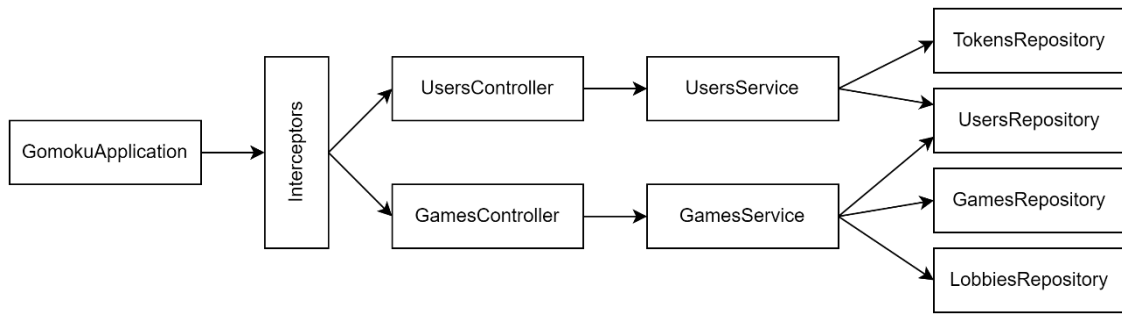 GomokuApplication
Interceptors
UsersController
GamesController
UsersService
GamesService
TokensRepository
UsersRepository
GamesRepository
LobbiesRepository